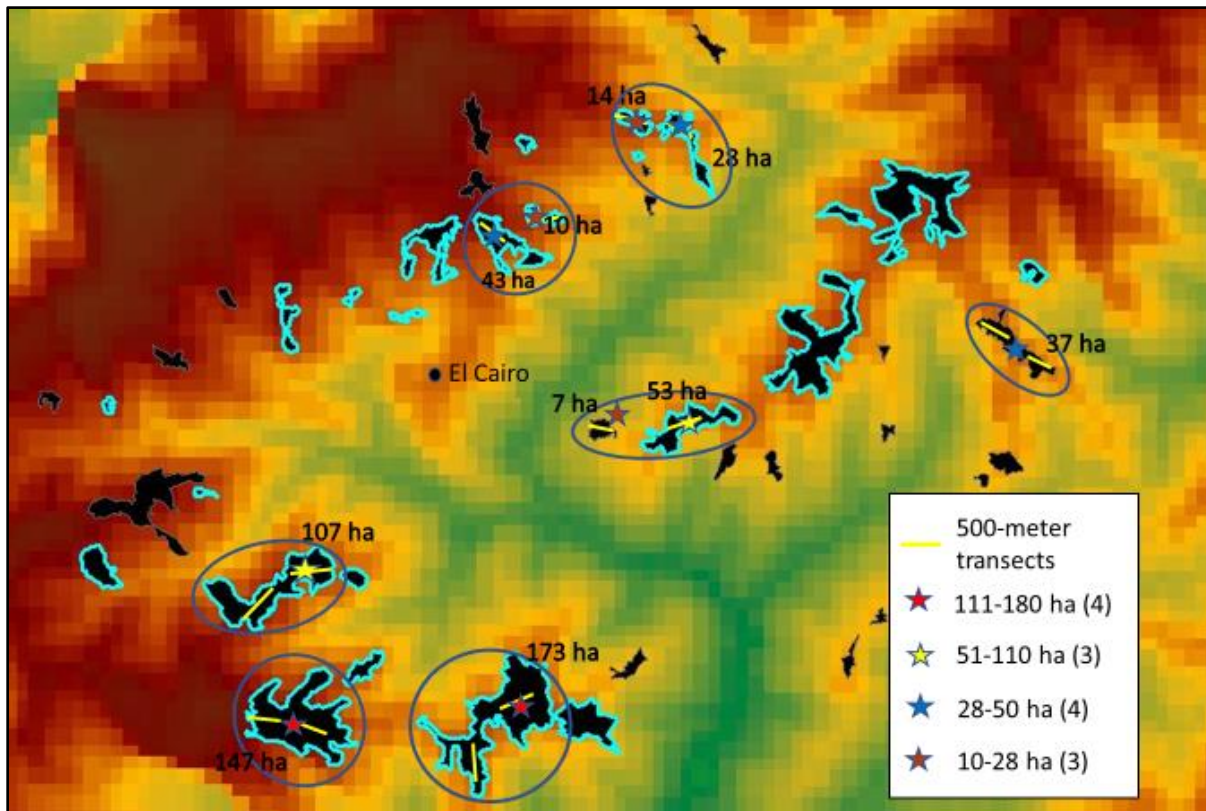 14 ha
28 ha
10 ha
43 ha
37 ha
El Cairo
53 ha
7 ha
107 ha
173 ha
147 ha
500-meter
transects
111-180 ha (4)
51-110 ha (3)
28-50 ha (4)
10-28 ha (3)